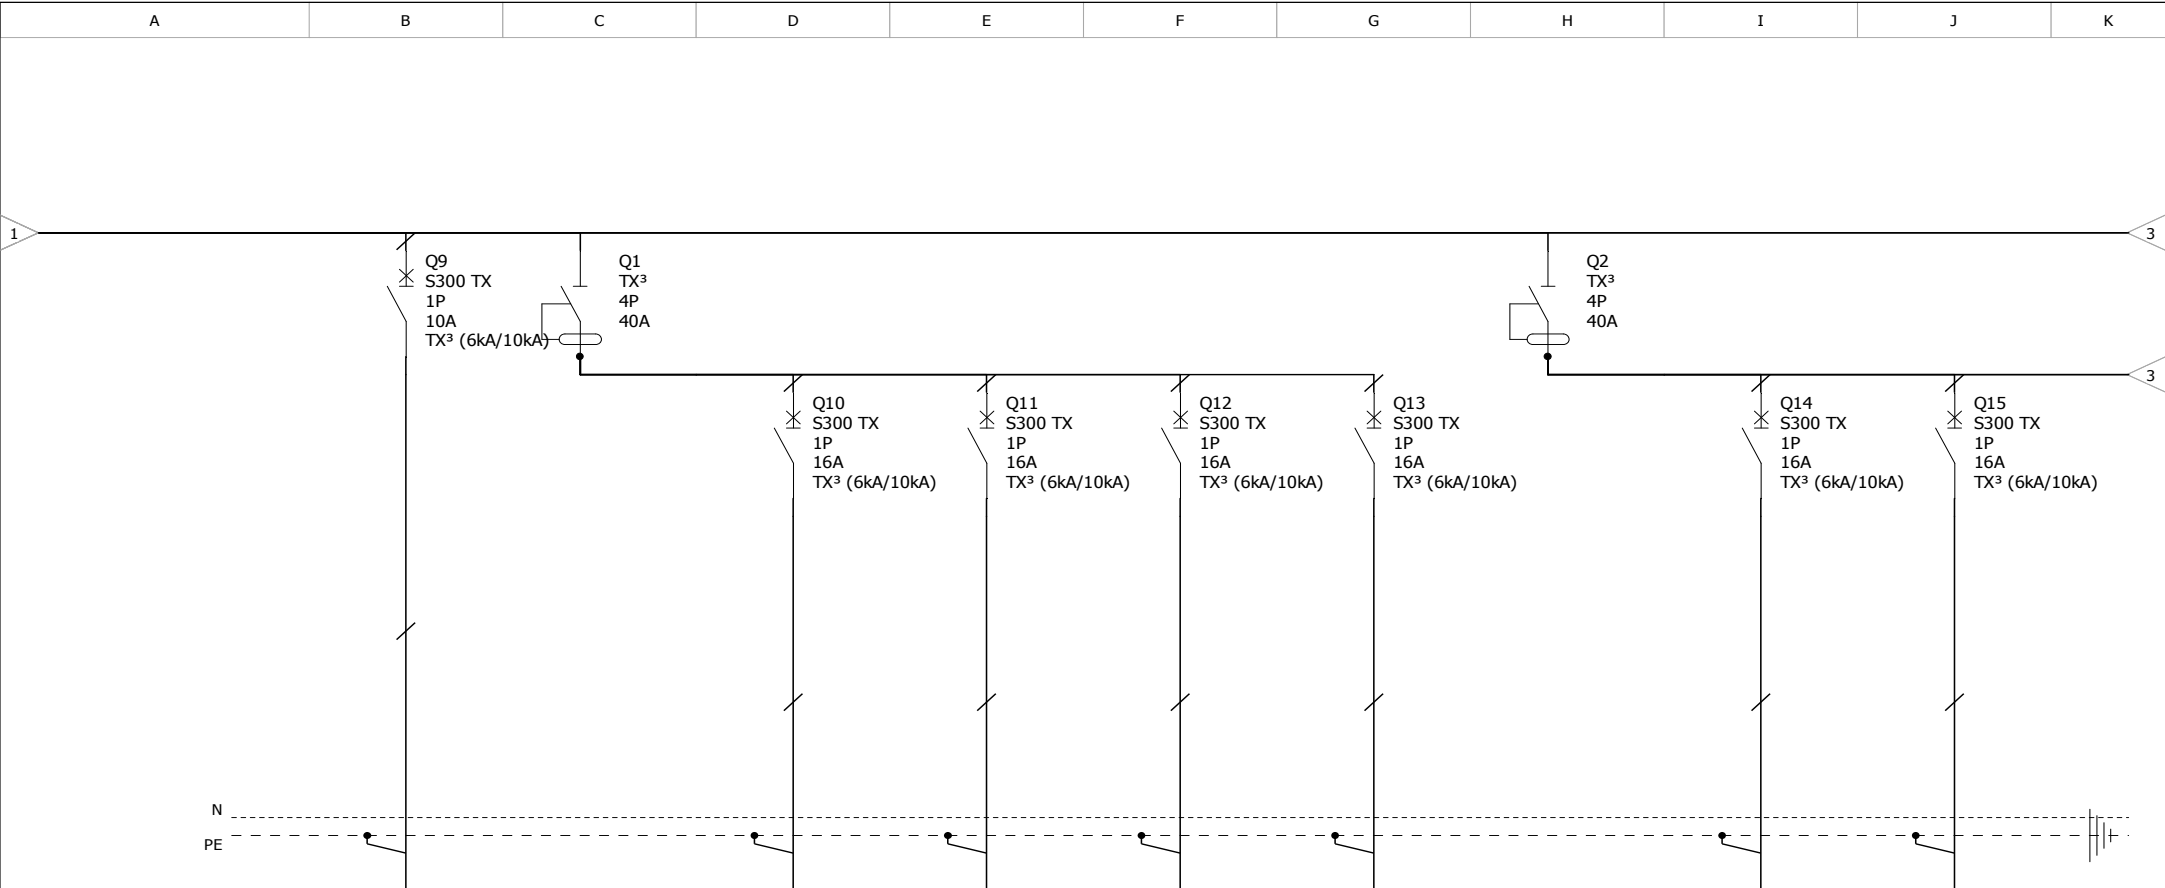 A B C D E F G H I J K
1
3
Q9
S300 TX
1P
10A
TX³ (6kA/10kA)
Q1
TX³
4P
40A
Q2
TX³
4P
40A
3
Q10
S300 TX
1P
16A
TX³ (6kA/10kA)
Q11
S300 TX
1P
16A
TX³ (6kA/10kA)
Q12
S300 TX
1P
16A
TX³ (6kA/10kA)
Q13
S300 TX
1P
16A
TX³ (6kA/10kA)
Q14
S300 TX
1P
16A
TX³ (6kA/10kA)
Q15
S300 TX
1P
16A
TX³ (6kA/10kA)
N
PE